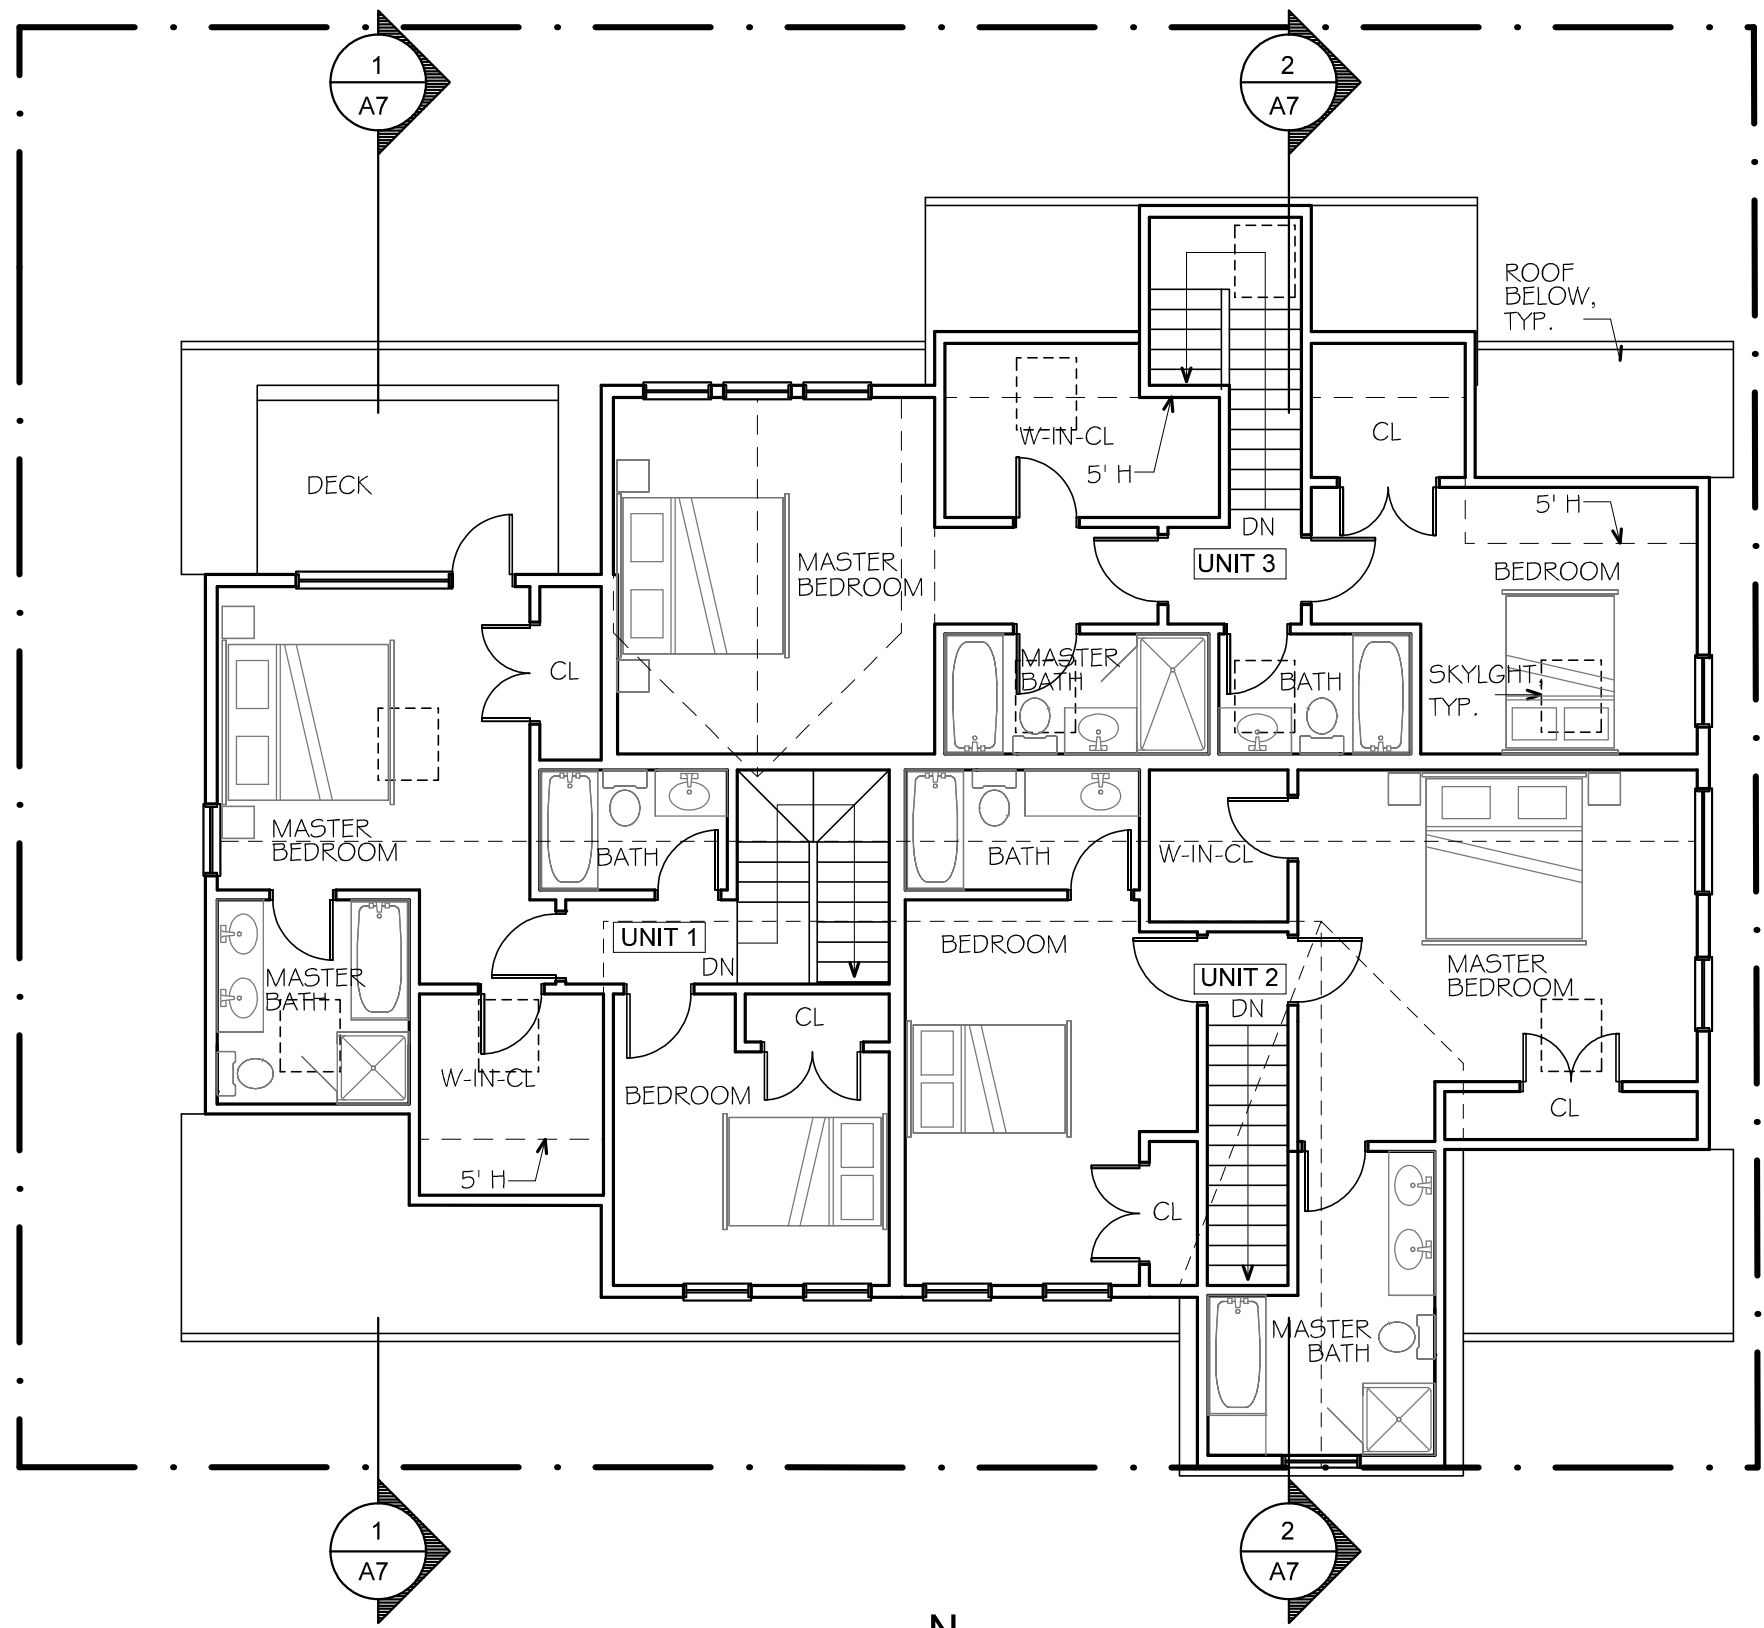 1
A7
2
A7
ROOF
BELOW,
TYP.
W-IN-CL
5' H
CL
DECK
5' H
DN
UNIT 3
MASTER
BEDROOM
BEDROOM
CL
MASTER
BATH
BATH
SKYLGHT
TYP.
MASTER
BEDROOM
BATH
BATH
W-IN-CL
UNIT 1
DN
BEDROOM
MASTER
BATH
UNIT 2
DN
MASTER
BEDROOM
CL
W-IN-CL
BEDROOM
CL
5' H
CL
MASTER
BATH
1
A7
2
A7
N